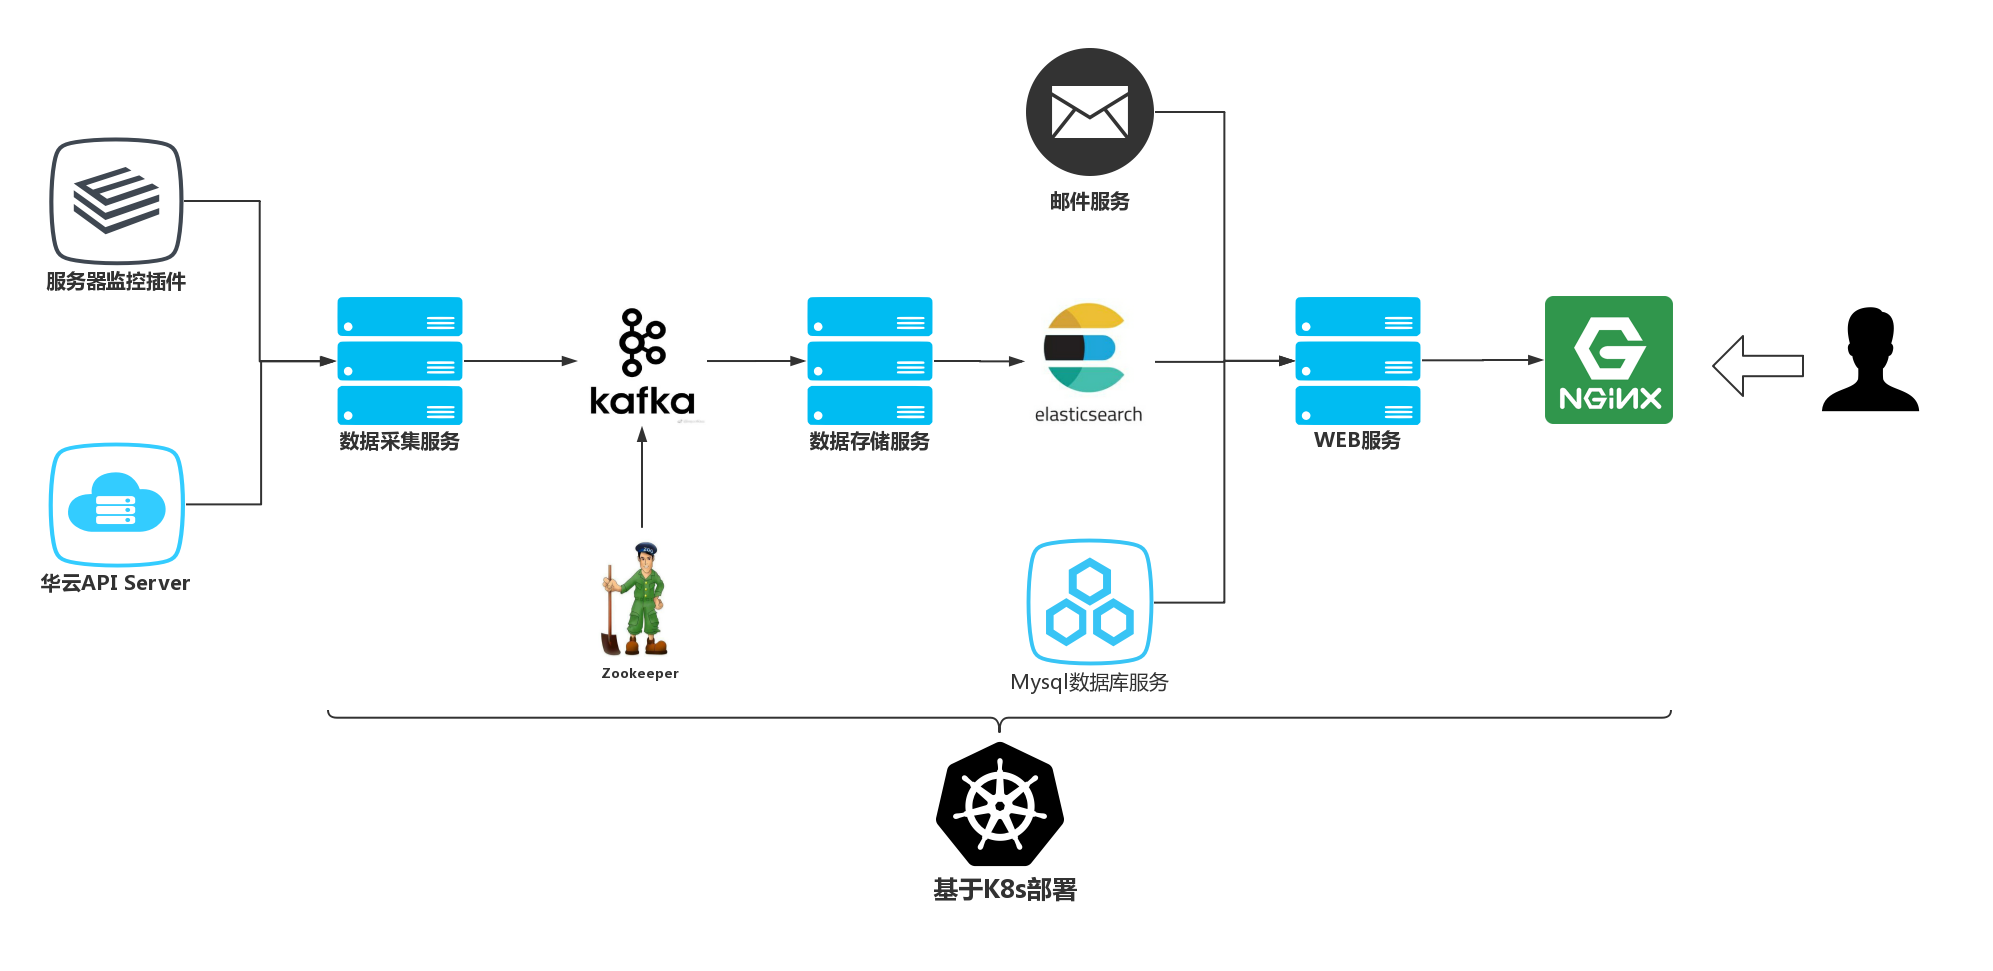 邮件服务
服务器监控插件
kafka
elasticsearch
NGiNX
数据采集服务
数据存储服务
WEB服务
华云API Server
Zookeeper
Mysql数据库服务
基于K8s部署